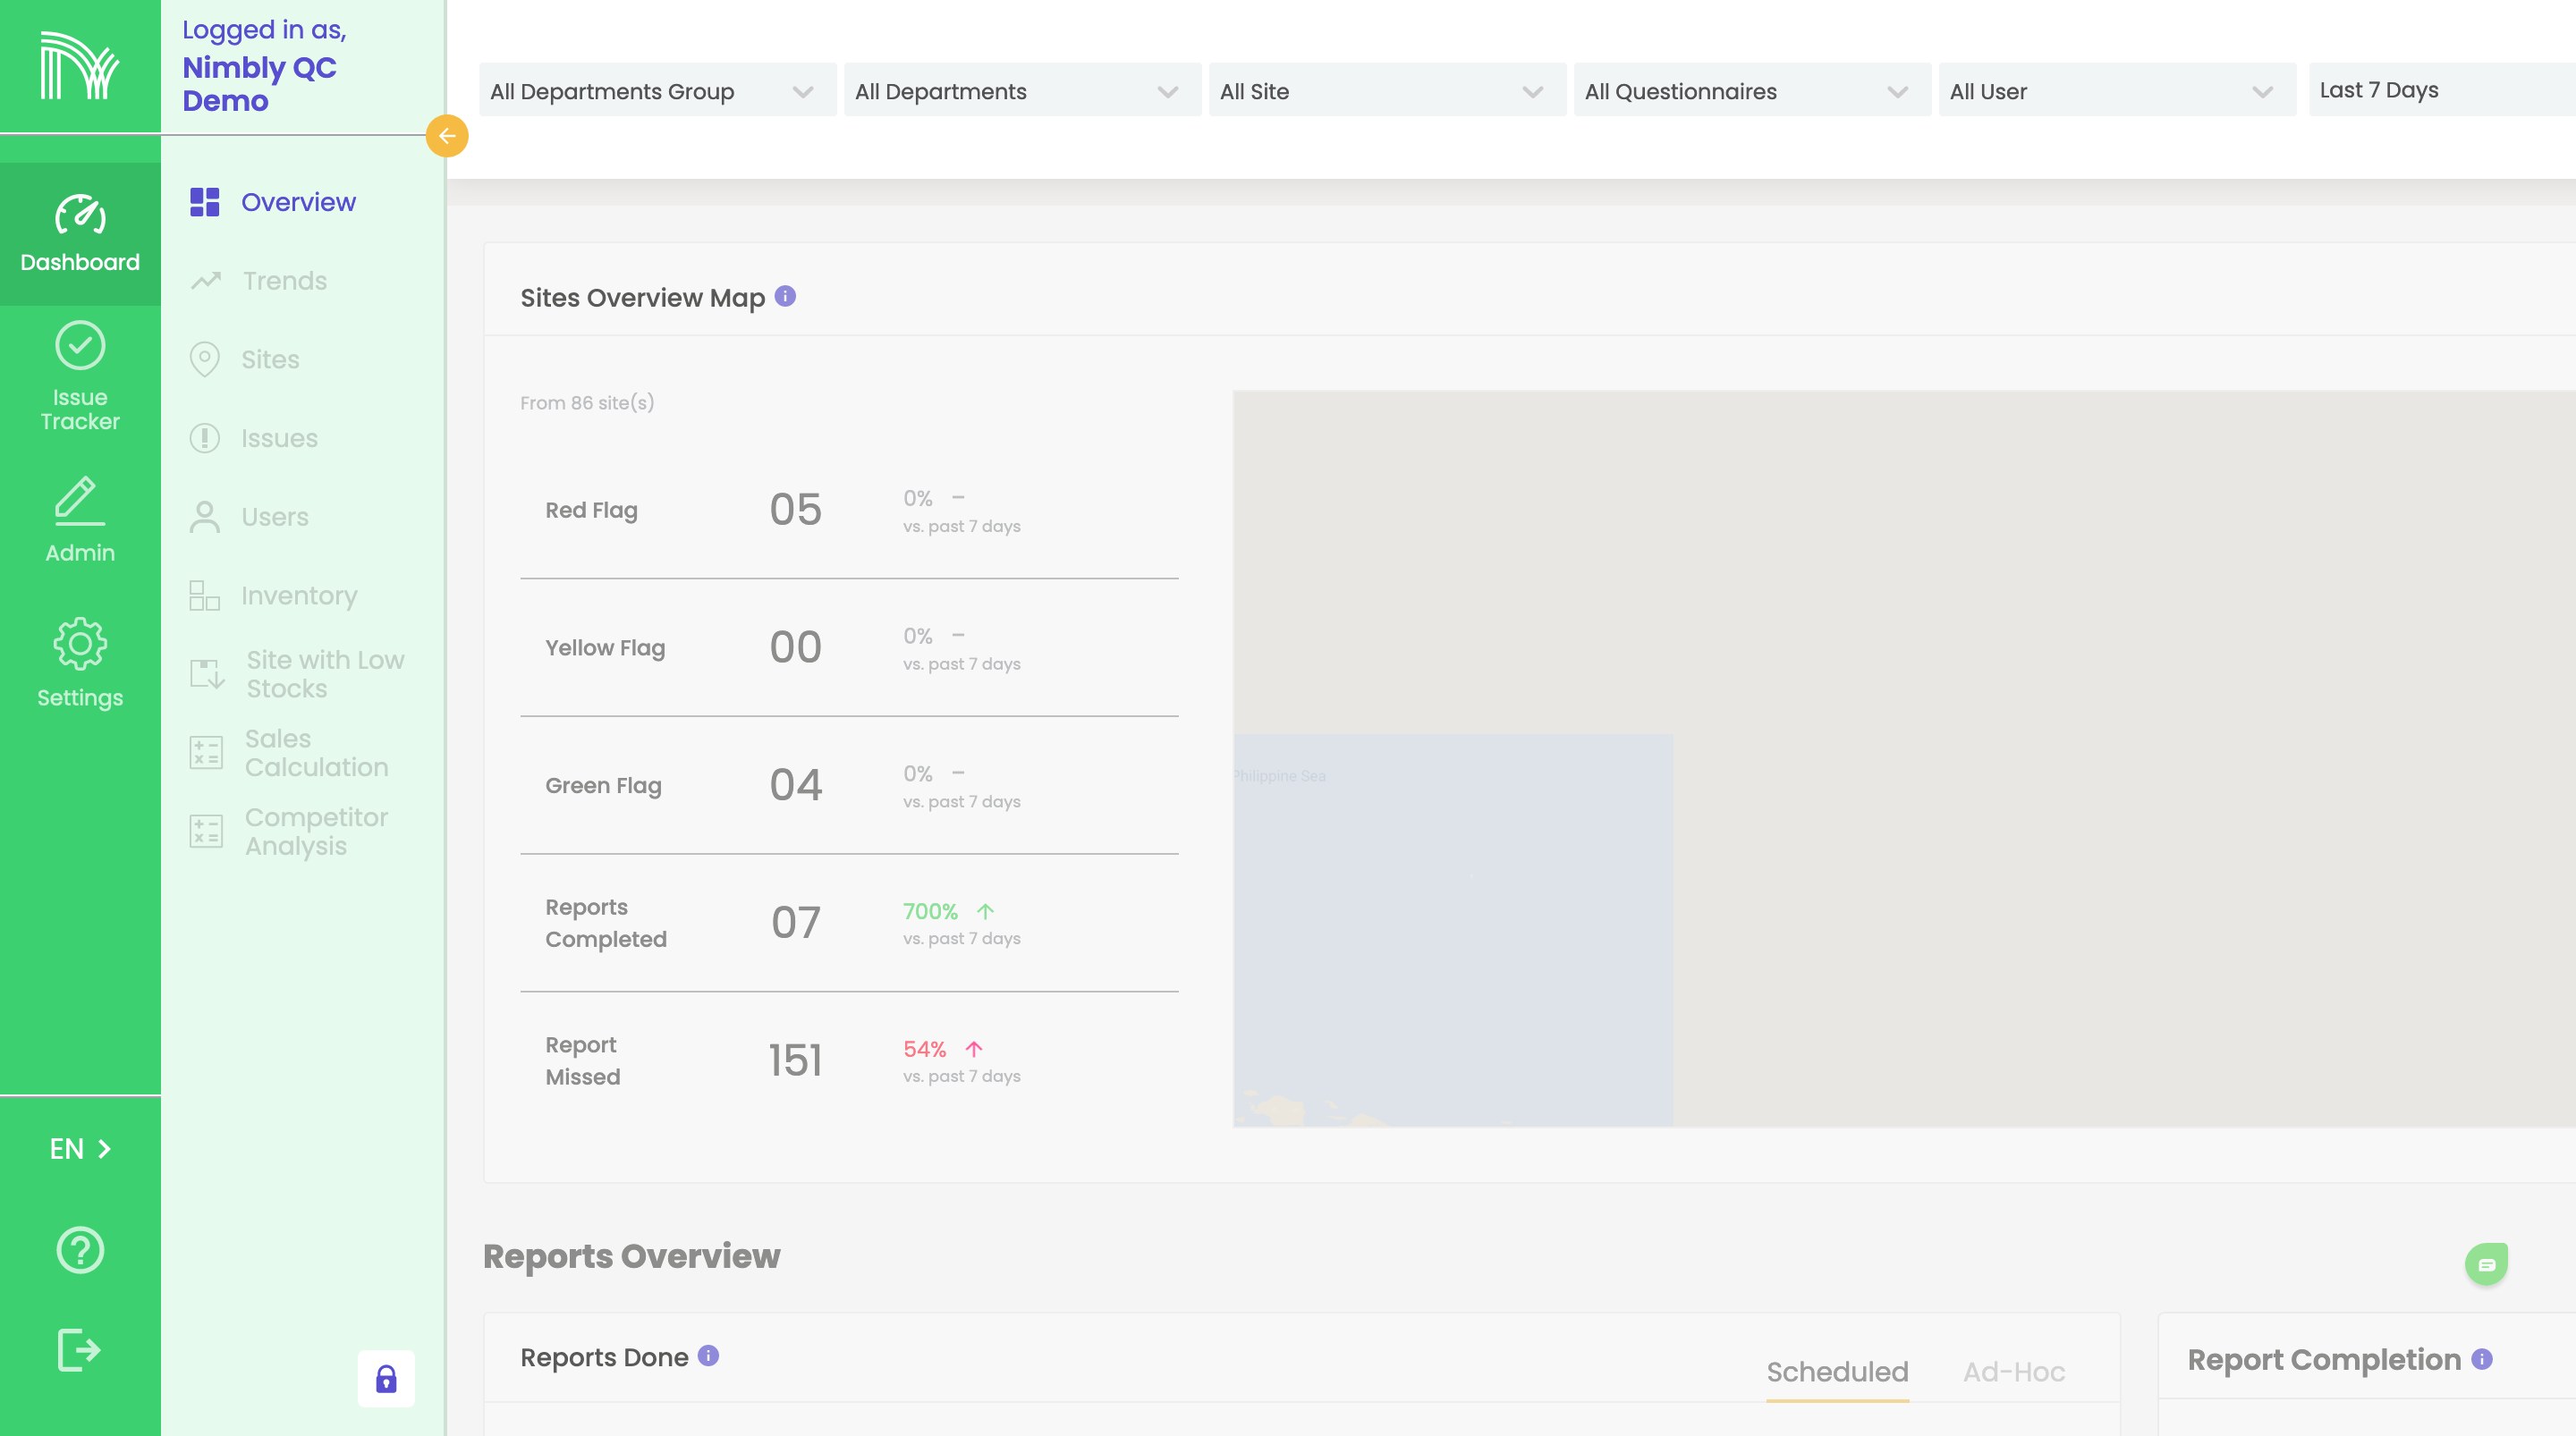 Logged in as,
Nimbly QC
Demo
All Departments Group
All Departments
All Site
All Questionnaires
All User
Last 7 Days
Dashboard
Issue
Tracker
Admin
Settings
EN
Overview
Trends
Sites
Issues
Users
Inventory
Site with Low
Stocks
Sales
Calculation
Competitor
Analysis
Sites Overview Map
From 86 site(s)
Red Flag
05
0% –
vs. past 7 days
Yellow Flag
00
0% –
vs. past 7 days
Green Flag
04
0% –
vs. past 7 days
Reports
Completed
07
700% ↑
vs. past 7 days
Report
Missed
151
54% ↑
vs. past 7 days
Philippine Sea
Reports Overview
Reports Done
Scheduled
Ad-Hoc
Report Completion